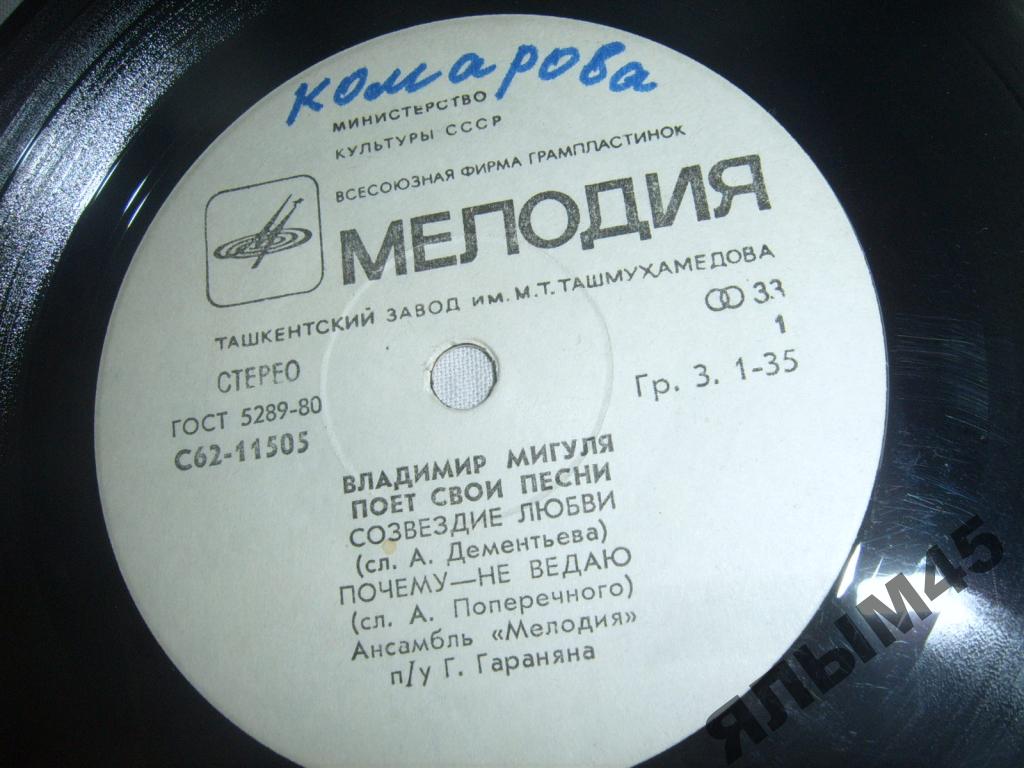 комарова
МИНИСТЕРСТВО
КУЛЬТУРЫ СССР
ВСЕСОЮЗНАЯ ФИРМА ГРАМПЛАСТИНОК
МЕЛОДИЯ
ТАШКЕНТСКИЙ ЗАВОД ИМ. М. Т. ТАШМУХАМЕДОВА
СТЕРЕО
33
1
ГОСТ 5289-80
Гр. 3. 1-35
С62-11505
ВЛАДИМИР МИГУЛЯ
ПОЕТ СВОИ ПЕСНИ
СОЗВЕЗДИЕ ЛЮБВИ
(сл. А. Дементьева)
ПОЧЕМУ—НЕ ВЕДАЮ
(сл. А. Поперечного)
Ансамбль «Мелодия»
п/у Г. Гараняна
ЯЛЫМ45